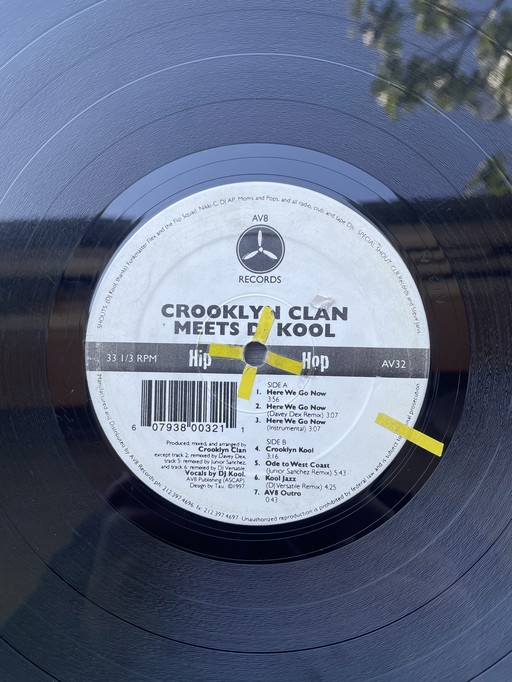 SHOUTS: (DJ Kool, thanks) Funkmaster Flex and the Flip Squad, Nikki C, DJ AP, Moms and Pops, and all radio, club, and tape DJs. SPECIAL SHOUT: CLR Records and Steve Janis
AV8
RECORDS
CROOKLYN CLAN
MEETS DJ KOOL
33 1/3 RPM Hip Hop AV32
SIDE A
1. Here We Go Now
3:56
2. Here We Go Now
(Davey Dex Remix) 3:07
3. Here We Go Now
(Instrumental) 3:07
SIDE B
4. Crooklyn Kool
3:16
5. Ode to West Coast
(Junior Sanchez Remix) 5:43
6. Kool Jazz
(DJ Versatile Remix) 4:25
7. AV8 Outro
0:43
6 07938 00321 1
Produced, mixed, and arranged by
Crooklyn Clan
except track 2, remixed by Davey Dex,
track 5; remixed by Junior Sanchez,
and track 6; remixed by DJ Versatile.
Vocals by DJ Kool.
AV8 Publishing (ASCAP)
Design by Tau. ©1997
Manufactured and Distributed by AV8 Records ph: 212.397.4696, fx: 212.397.4697. Unauthorized reproduction is prohibited by federal law and is subject to criminal prosecution